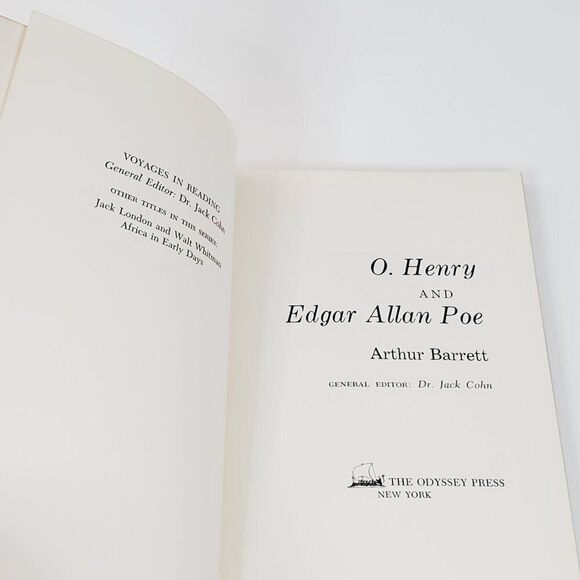 VOYAGES IN READING
General Editor: Dr. Jack Cohn
OTHER TITLES IN THIS SERIES:
Jack London and Walt Whitman
Africa in Early Days
O. Henry
AND
Edgar Allan Poe
Arthur Barrett
GENERAL EDITOR: Dr. Jack Cohn
THE ODYSSEY PRESS
NEW YORK